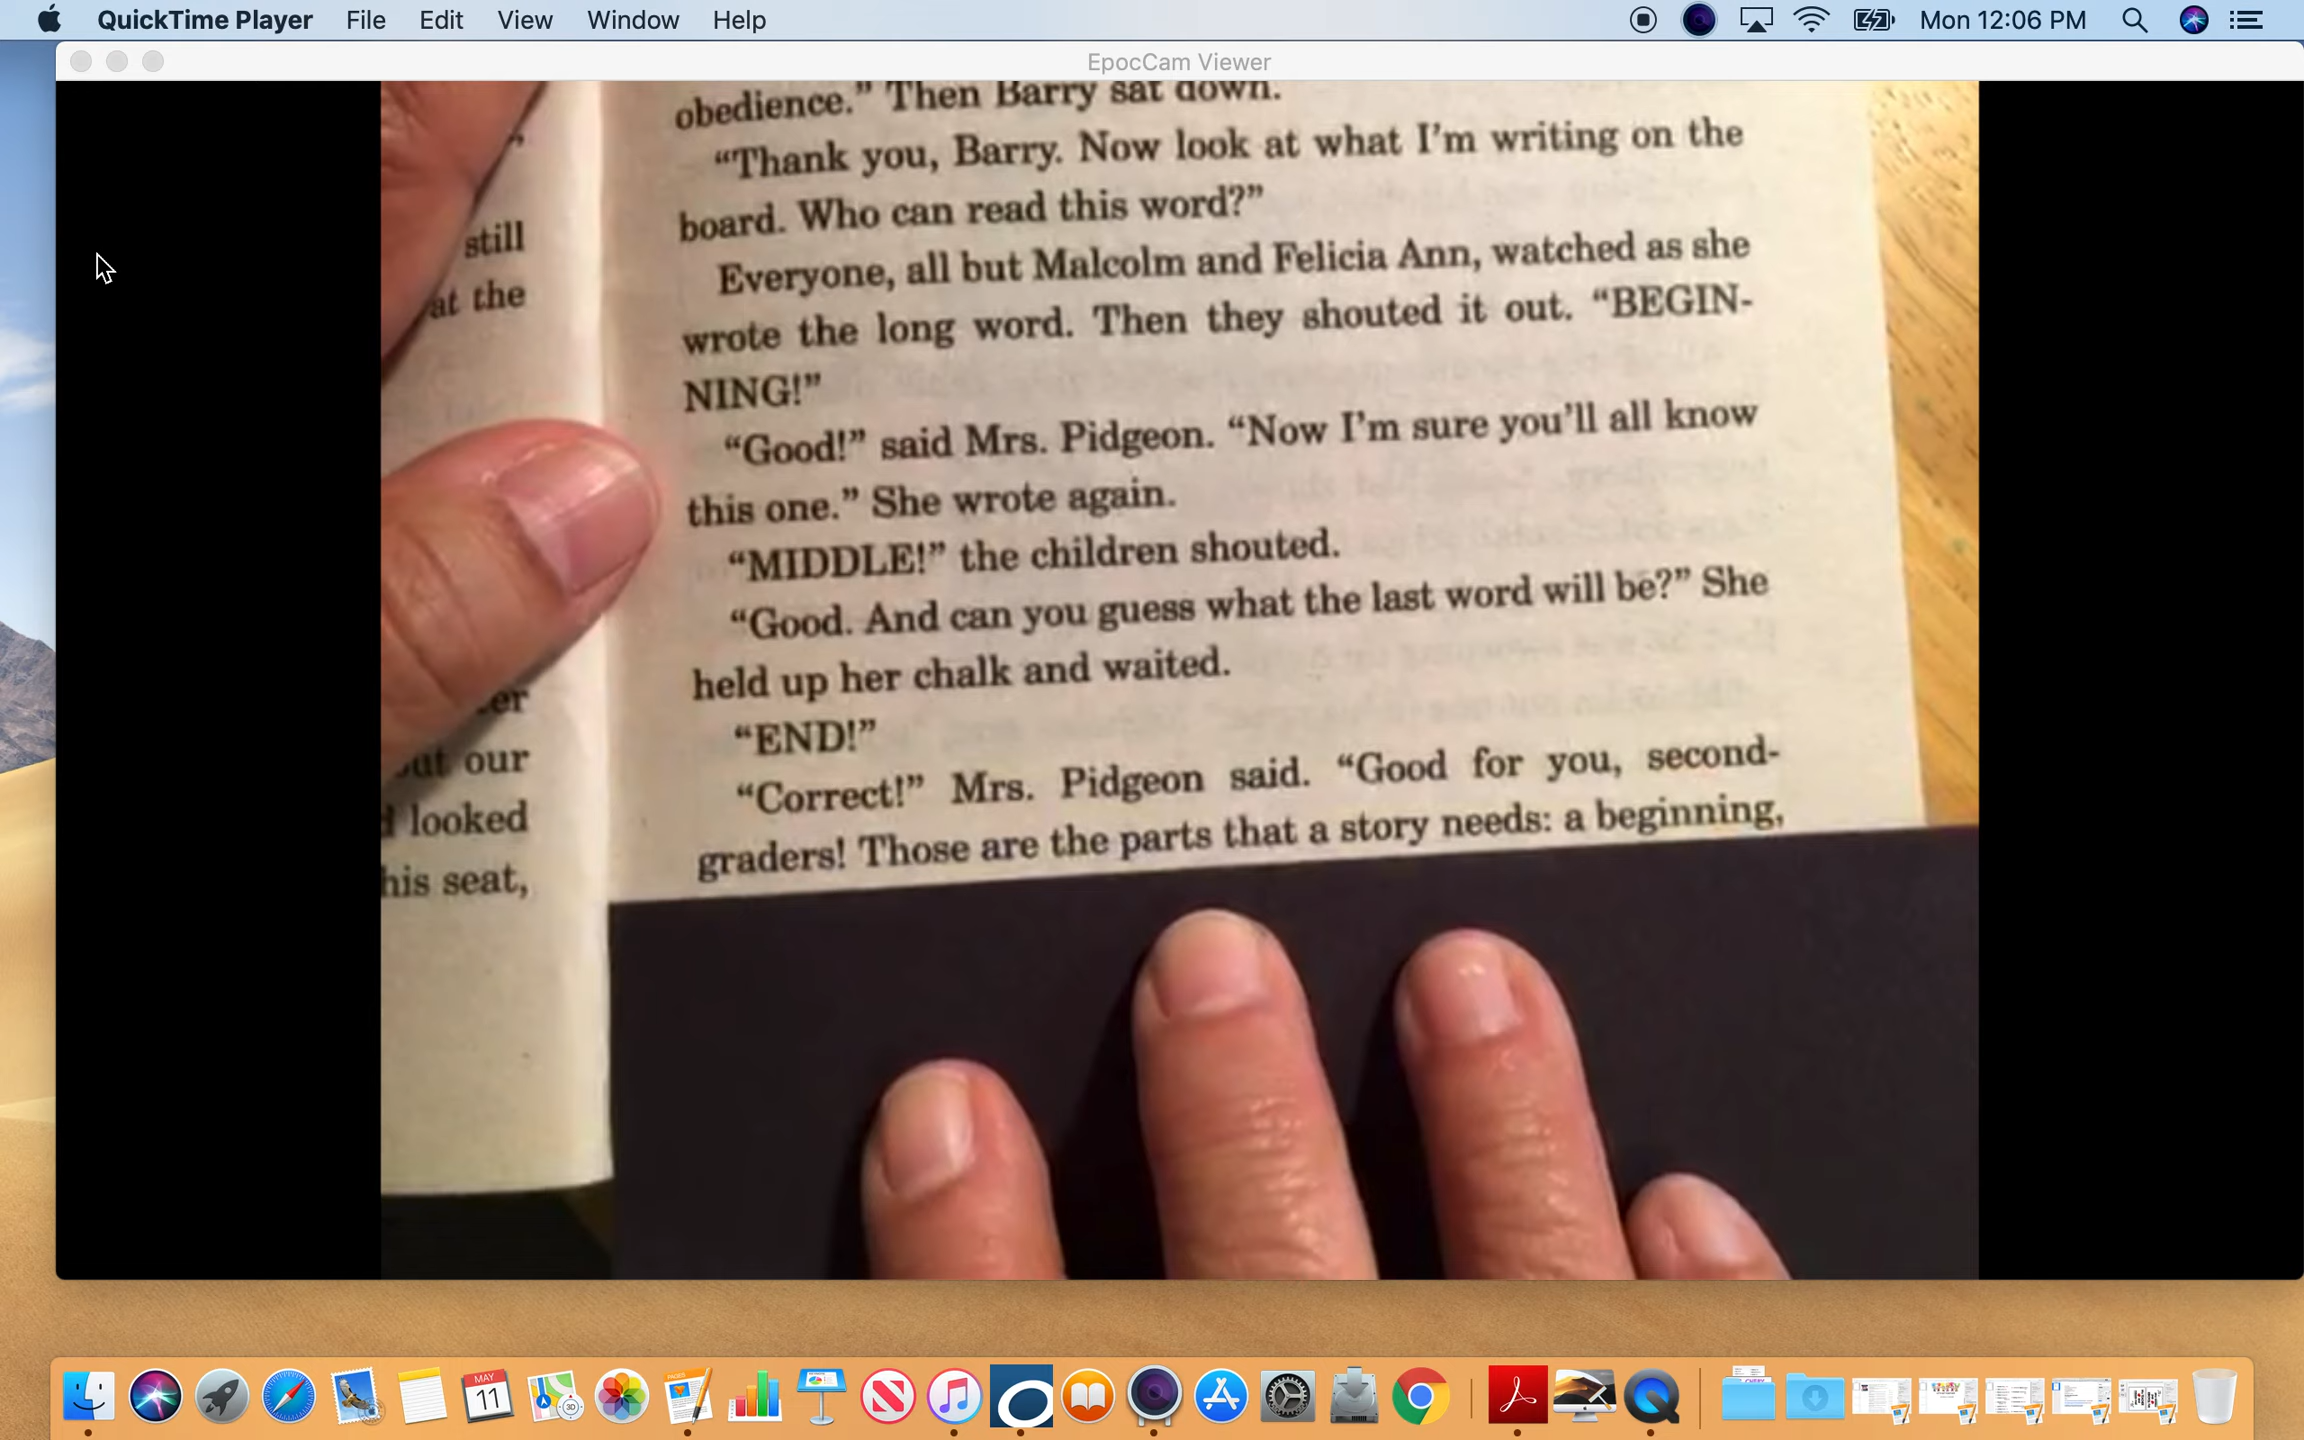 QuickTime Player File Edit View Window Help Mon 12:06 PM
EpocCam Viewer
still
at the
our
looked
his seat,
obedience.” Then Barry sat down.
“Thank you, Barry. Now look at what I’m writing on the
board. Who can read this word?”
Everyone, all but Malcolm and Felicia Ann, watched as she
wrote the long word. Then they shouted it out. “BEGIN-
NING!”
“Good!” said Mrs. Pidgeon. “Now I’m sure you’ll all know
this one.” She wrote again.
“MIDDLE!” the children shouted.
“Good. And can you guess what the last word will be?” She
held up her chalk and waited.
“END!”
“Correct!” Mrs. Pidgeon said. “Good for you, second-
graders! Those are the parts that a story needs: a beginning,
MAY
11
PAGES
3D